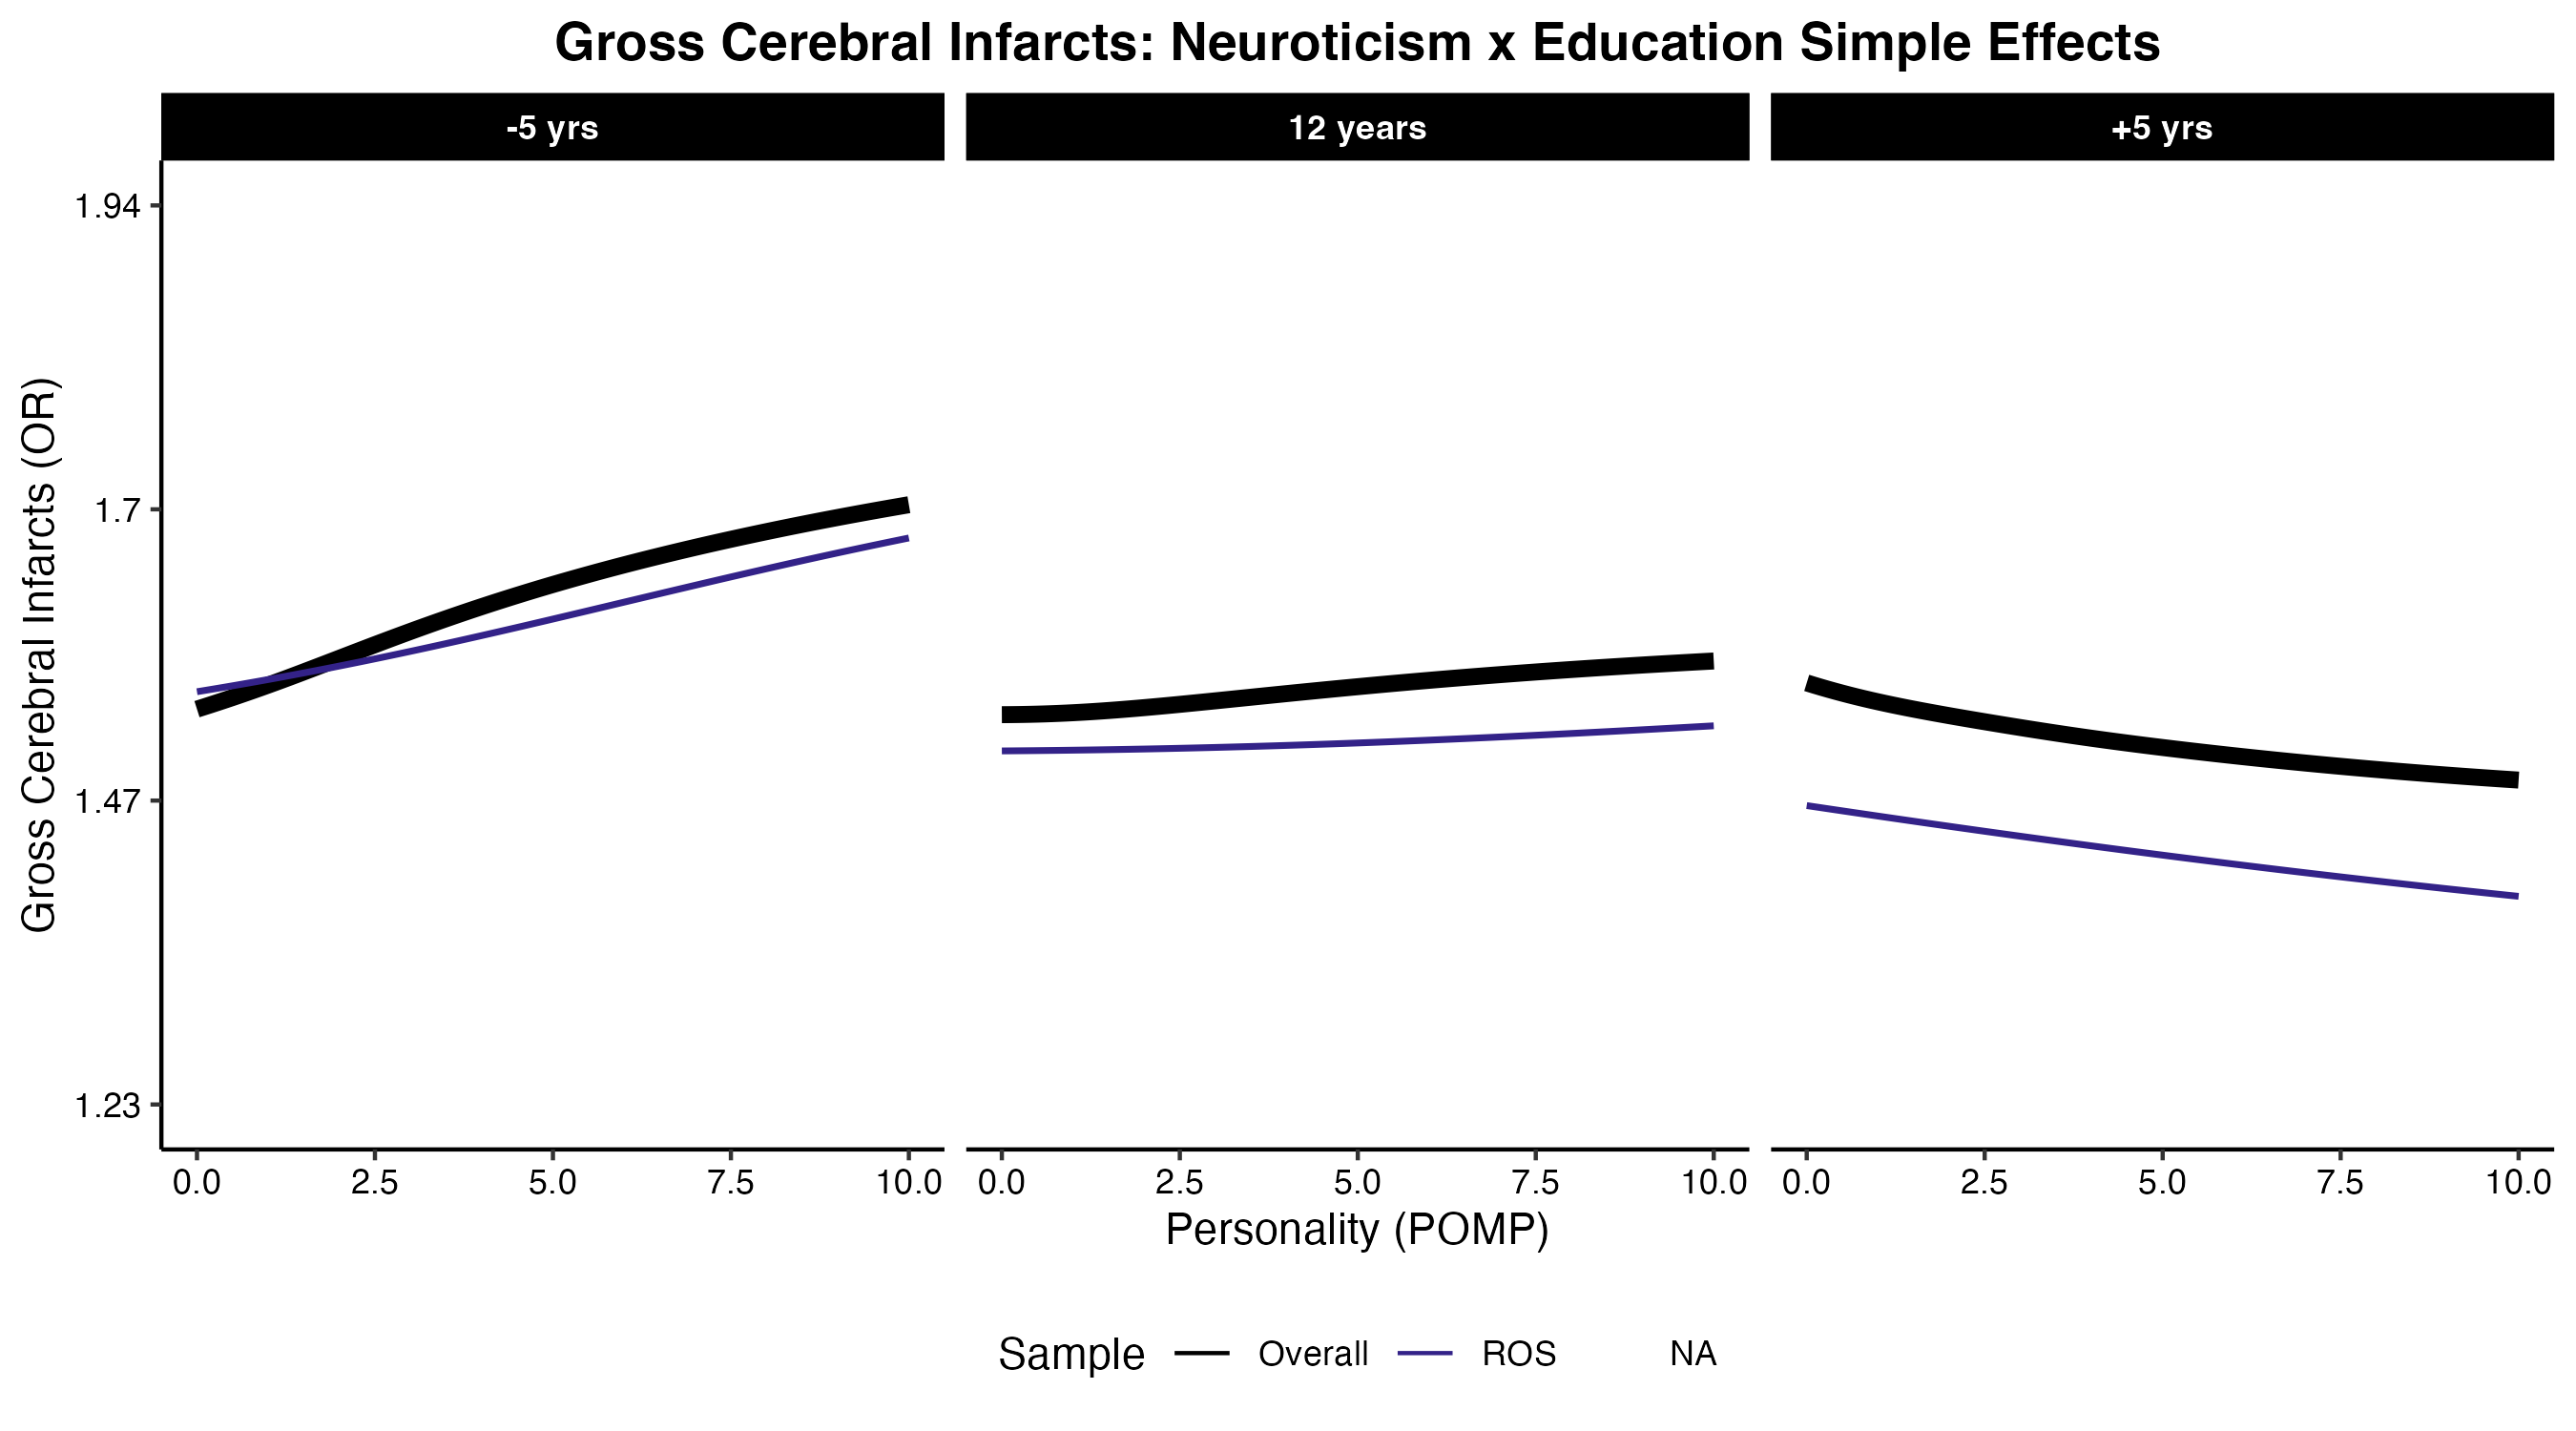 Gross Cerebral Infarcts: Neuroticism x Education Simple Effects
-5 yrs
12 years
+5 yrs
Gross Cerebral Infarcts (OR)
1.94
1.7
1.47
1.23
0.0 2.5 5.0 7.5 10.0
0.0 2.5 5.0 7.5 10.0
0.0 2.5 5.0 7.5 10.0
Personality (POMP)
Sample Overall ROS NA